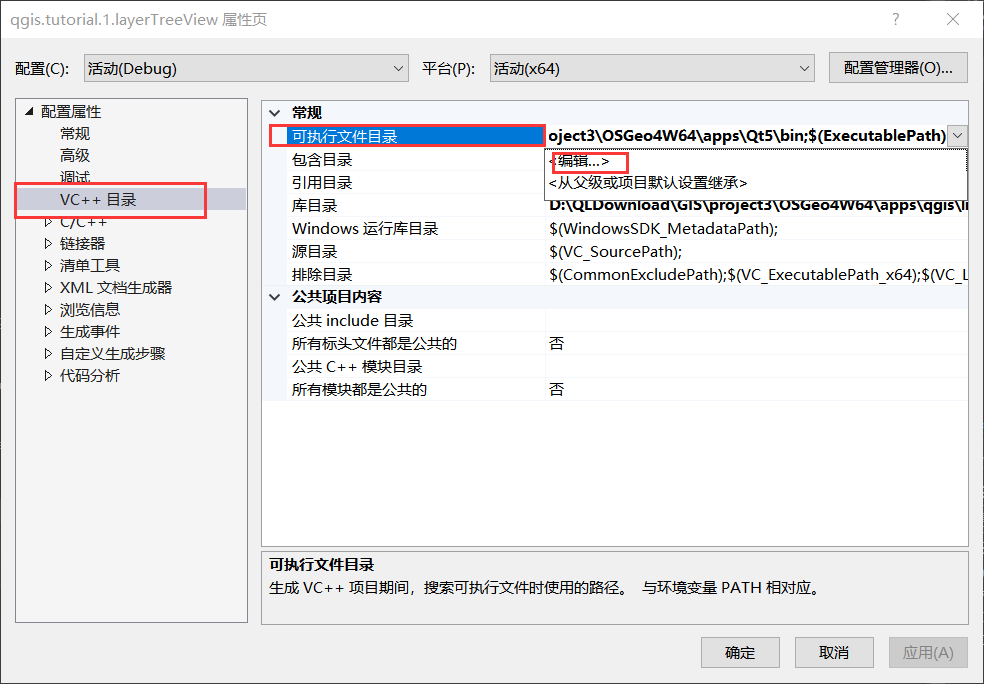 qgis.tutorial.1.layerTreeView 属性页
配置(C): 活动(Debug) 平台(P): 活动(x64) 配置管理器(O)...
配置属性
常规
高级
调试
VC++ 目录
C/C++
链接器
清单工具
XML 文档生成器
浏览信息
生成事件
自定义生成步骤
代码分析
常规
可执行文件目录 oject3\OSGeo4W64\apps\Qt5\bin;$(ExecutablePath)
包含目录 <编辑...>
引用目录 <从父级或项目默认设置继承>
库目录 D:\QLDownload\GIS\project3\OSGeo4W64\apps\qgis\li
Windows 运行库目录 $(WindowsSDK_MetadataPath);
源目录 $(VC_SourcePath);
排除目录 $(CommonExcludePath);$(VC_ExecutablePath_x64);$(VC_L
公共项目内容
公共 include 目录
所有标头文件都是公共的 否
公共 C++ 模块目录
所有模块都是公共的 否
可执行文件目录
生成 VC++ 项目期间，搜索可执行文件时使用的路径。 与环境变量 PATH 相对应。
确定 取消 应用(A)